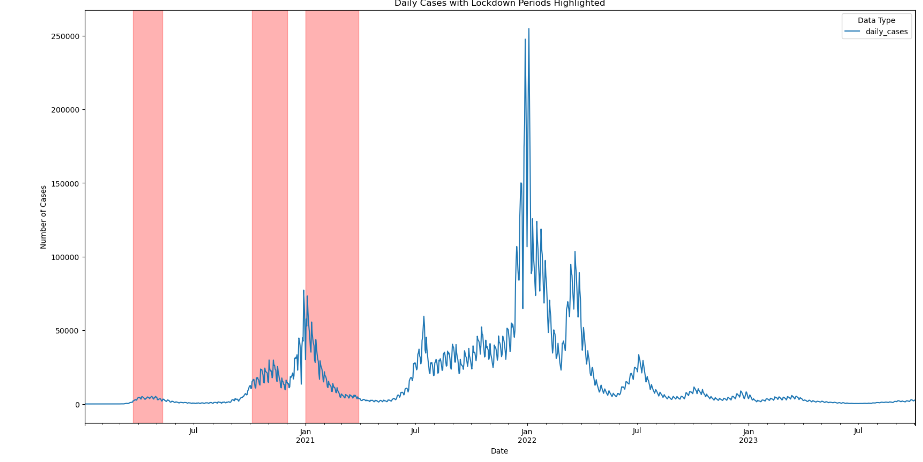 Daily Cases with Lockdown Periods Highlighted
Data Type
daily_cases
Number of Cases
250000
200000
150000
100000
50000
0
Jul
Jan
2021
Jul
Jan
2022
Jul
Jan
2023
Jul
Date